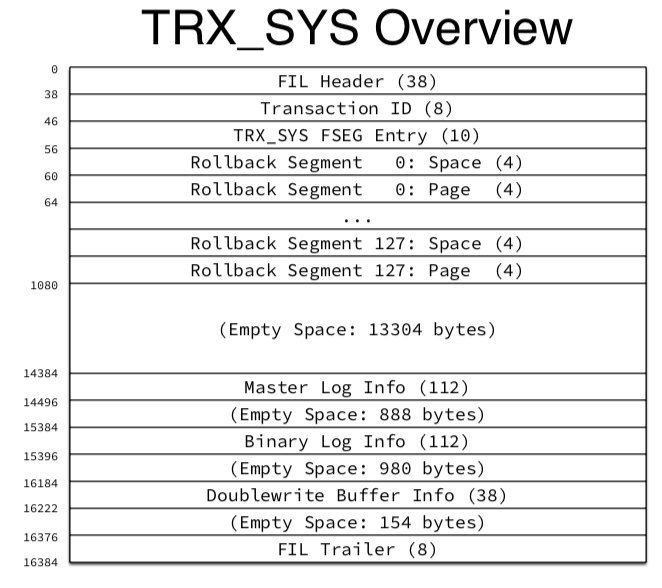 TRX_SYS Overview
0
FIL Header (38)
38
Transaction ID (8)
46
TRX_SYS FSEG Entry (10)
56
Rollback Segment   0: Space (4)
60
Rollback Segment   0: Page  (4)
64
...
Rollback Segment 127: Space (4)
Rollback Segment 127: Page  (4)
1080
(Empty Space: 13304 bytes)
14384
Master Log Info (112)
14496
(Empty Space: 888 bytes)
15384
Binary Log Info (112)
15396
(Empty Space: 980 bytes)
16184
Doublewrite Buffer Info (38)
16222
(Empty Space: 154 bytes)
16376
FIL Trailer (8)
16384